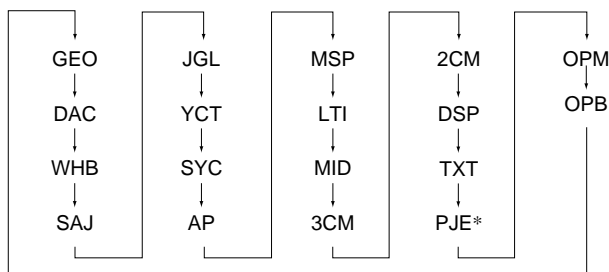 GEO JGL MSP 2CM OPM
DAC YCT LTI DSP OPB
WHB SYC MID TXT
SAJ AP 3CM PJE*